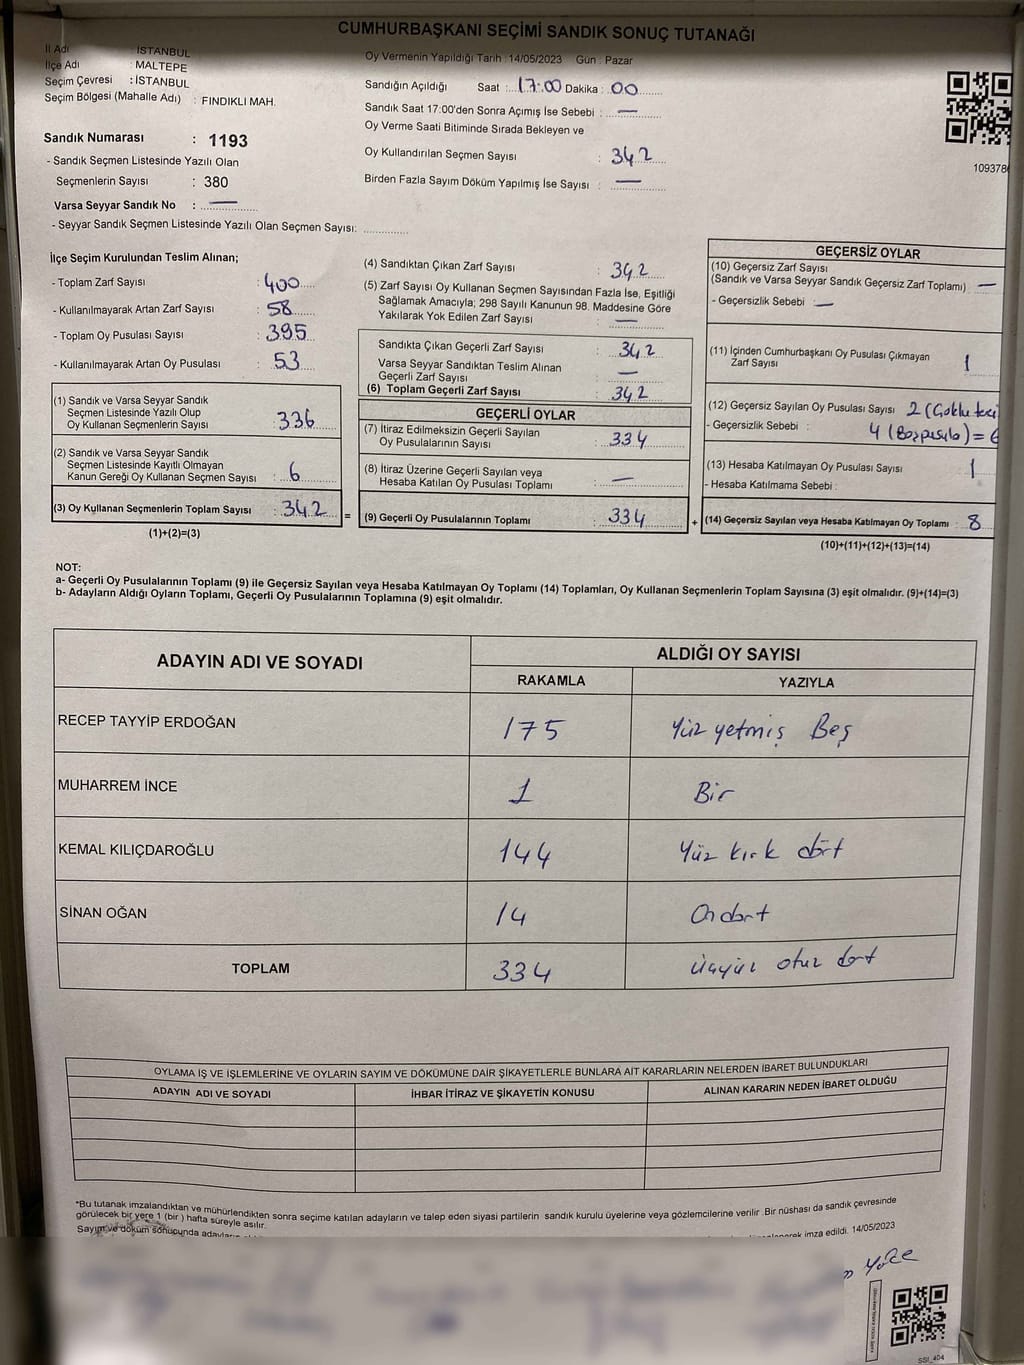 CUMHURBAŞKANI SEÇİMİ SANDIK SONUÇ TUTANAĞI
İl Adı : İSTANBUL
İlçe Adı : MALTEPE
Seçim Çevresi : İSTANBUL
Seçim Bölgesi (Mahalle Adı) : FINDIKLI MAH.
Sandık Numarası : 1193
- Sandık Seçmen Listesinde Yazılı Olan
Seçmenlerin Sayısı : 380
Varsa Seyyar Sandık No : —
- Seyyar Sandık Seçmen Listesinde Yazılı Olan Seçmen Sayısı: ............
Oy Vermenin Yapıldığı Tarih : 14/05/2023 Gün : Pazar
Sandığın Açıldığı Saat : 17:00 Dakika : 00
Sandık Saat 17:00'den Sonra Açımış İse Sebebi : —
Oy Verme Saati Bitiminde Sırada Bekleyen ve
Oy Kullandırılan Seçmen Sayısı : 342
Birden Fazla Sayım Döküm Yapılmış İse Sayısı : —
109378
İlçe Seçim Kurulundan Teslim Alınan;
- Toplam Zarf Sayısı : 400
- Kullanılmayarak Artan Zarf Sayısı : 58
- Toplam Oy Pusulası Sayısı : 395
- Kullanılmayarak Artan Oy Pusulası : 53
(1) Sandık ve Varsa Seyyar Sandık
Seçmen Listesinde Yazılı Olup
Oy Kullanan Seçmenlerin Sayısı : 336
(2) Sandık ve Varsa Seyyar Sandık
Seçmen Listesinde Kayıtlı Olmayan
Kanun Gereği Oy Kullanan Seçmen Sayısı : 6
(3) Oy Kullanan Seçmenlerin Toplam Sayısı : 342
(1)+(2)=(3)
(4) Sandıktan Çıkan Zarf Sayısı : 342
(5) Zarf Sayısı Oy Kullanan Seçmen Sayısından Fazla İse, Eşitliği
Sağlamak Amacıyla; 298 Sayılı Kanunun 98. Maddesine Göre
Yakılarak Yok Edilen Zarf Sayısı : —
Sandıkta Çıkan Geçerli Zarf Sayısı : 342
Varsa Seyyar Sandıktan Teslim Alınan
Geçerli Zarf Sayısı : —
(6) Toplam Geçerli Zarf Sayısı : 342
GEÇERLİ OYLAR
(7) İtiraz Edilmeksizin Geçerli Sayılan
Oy Pusulalarının Sayısı : 334
(8) İtiraz Üzerine Geçerli Sayılan veya
Hesaba Katılan Oy Pusulası Toplamı : —
= (9) Geçerli Oy Pusulalarının Toplamı : 334
GEÇERSİZ OYLAR
(10) Geçersiz Zarf Sayısı
(Sandık ve Varsa Seyyar Sandık Geçersiz Zarf Toplamı) —
- Geçersizlik Sebebi : —
(11) İçinden Cumhurbaşkanı Oy Pusulası Çıkmayan
Zarf Sayısı 1
(12) Geçersiz Sayılan Oy Pusulası Sayısı 2
- Geçersizlik Sebebi : 4 = 6
(13) Hesaba Katılmayan Oy Pusulası Sayısı 1
- Hesaba Katılmama Sebebi :
+ (14) Geçersiz Sayılan veya Hesaba Katılmayan Oy Toplamı : 8
(10)+(11)+(12)+(13)=(14)
NOT:
a- Geçerli Oy Pusulalarının Toplamı (9) ile Geçersiz Sayılan veya Hesaba Katılmayan Oy Toplamı (14) Toplamları, Oy Kullanan Seçmenlerin Toplam Sayısına (3) eşit olmalıdır. (9)+(14)=(3)
b- Adayların Aldığı Oyların Toplamı, Geçerli Oy Pusulalarının Toplamına (9) eşit olmalıdır.
ADAYIN ADI VE SOYADI ALDIĞI OY SAYISI
RAKAMLA YAZIYLA
RECEP TAYYİP ERDOĞAN 175 Yüz yetmiş Beş
MUHARREM İNCE 1 Bir
KEMAL KILIÇDAROĞLU 144 Yüz kırk dört
SİNAN OĞAN 14 Ondört
TOPLAM 334 üçyüz otuz dört
OYLAMA İŞ VE İŞLEMLERİNE VE OYLARIN SAYIM VE DÖKÜMÜNE DAİR ŞİKAYETLERLE BUNLARA AİT KARARLARIN NELERDEN İBARET BULUNDUKLARI
ADAYIN ADI VE SOYADI İHBAR İTİRAZ VE ŞİKAYETİN KONUSU ALINAN KARARIN NEDEN İBARET OLDUĞU
*Bu tutanak imzalandıktan ve mühürlendikten sonra seçime katılan adayların ve talep eden siyasi partilerin sandık kurulu üyelerine veya gözlemcilerine verilir. Bir nüshası da sandık çevresinde
görülecek bir yere 1 (bir) hafta süreyle asılır.
Sayım ve döküm sonucunda imza edildi. 14/05/2023